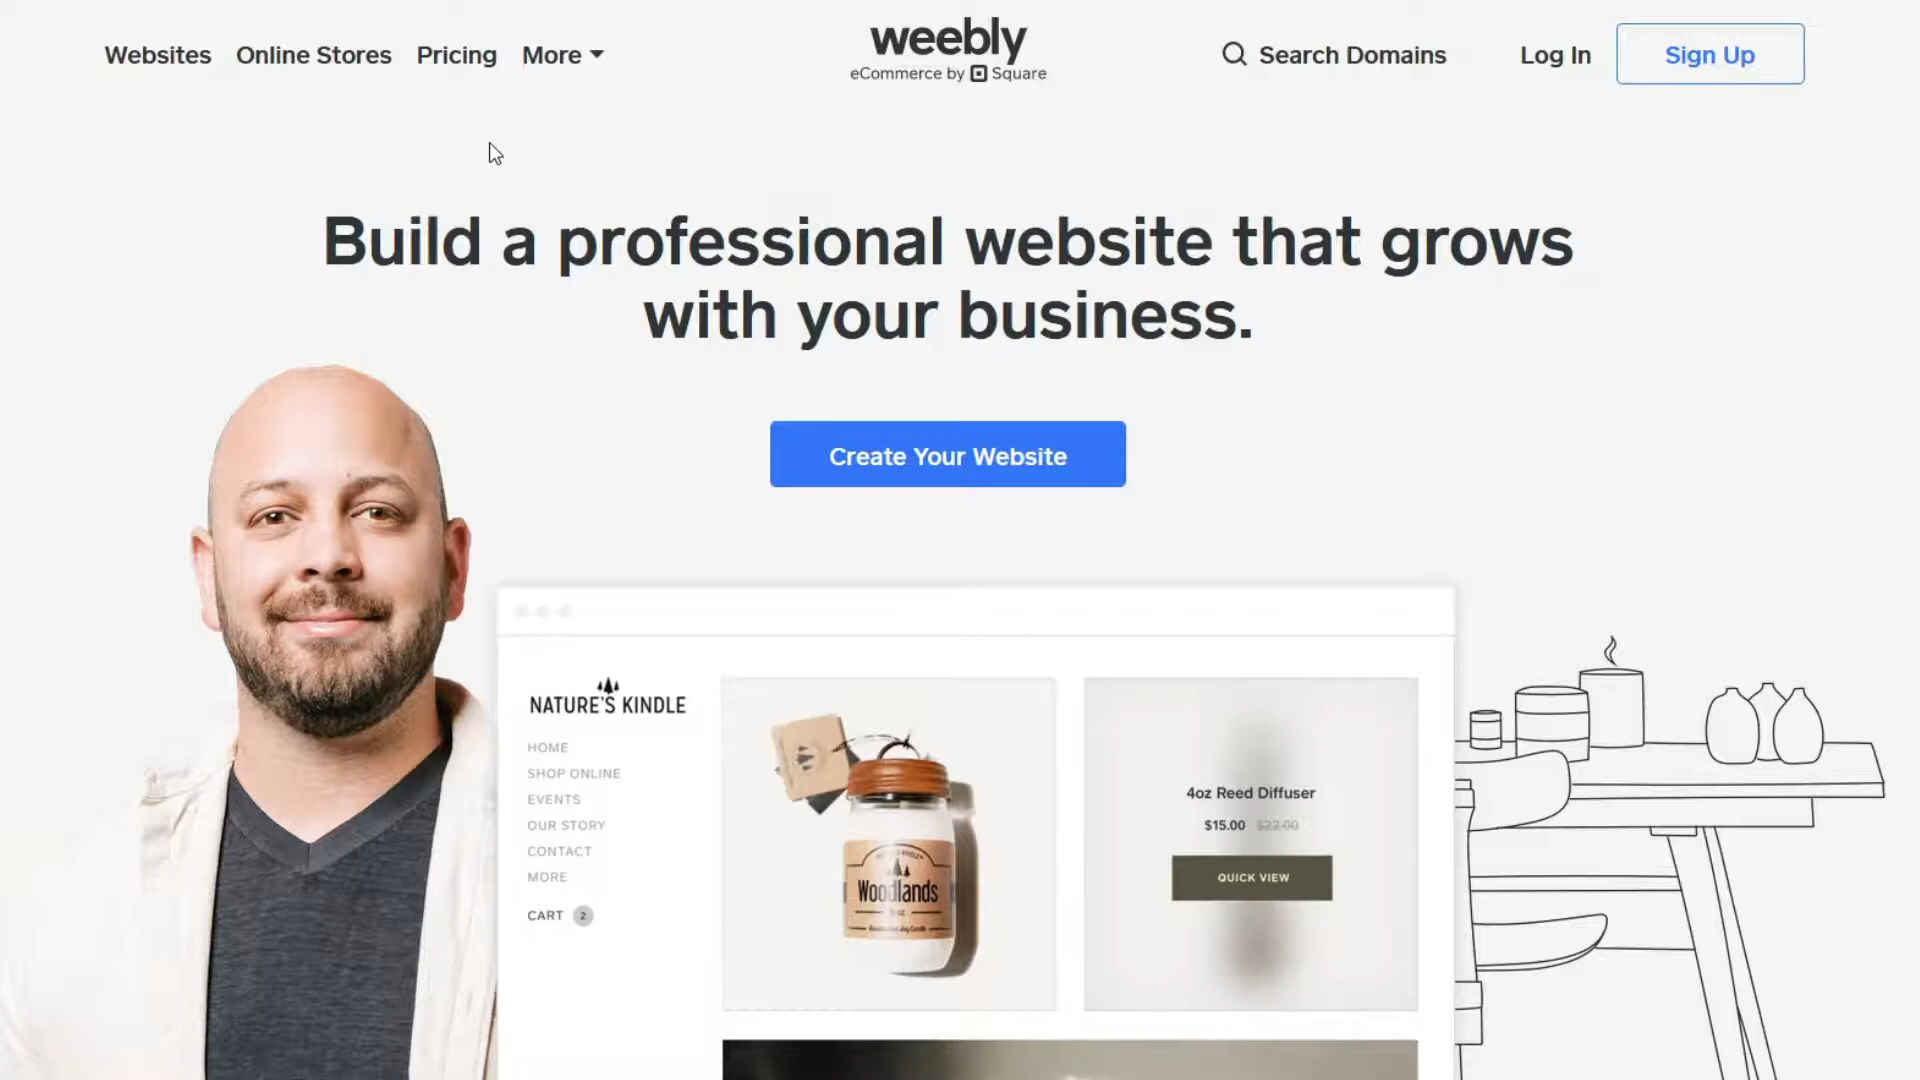 Websites
Online Stores
Pricing
More
weebly
eCommerce by Square
Search Domains
Log In
Sign Up
Build a professional website that grows
with your business.
Create Your Website
NATURE'S KINDLE
HOME
SHOP ONLINE
EVENTS
OUR STORY
CONTACT
MORE
CART 2
Woodlands
4oz Reed Diffuser
$15.00 $22.00
QUICK VIEW